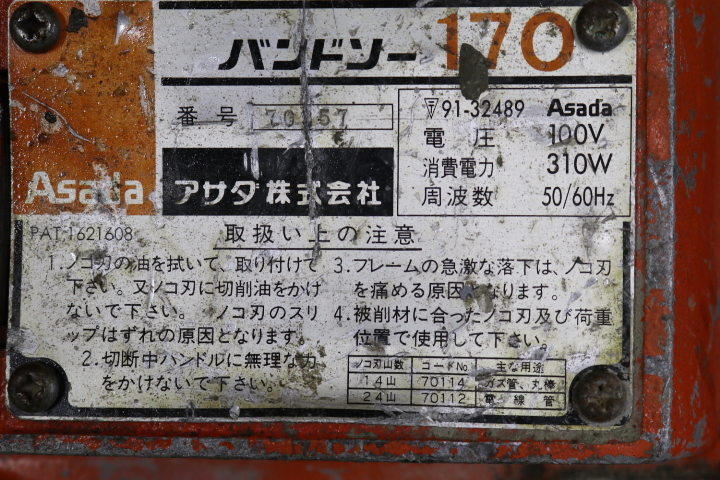 バンドソー 170
番号
▽91-32489 Asada
電圧 100V
消費電力 310W
周波数 50/60Hz
Asada アサダ株式会社
PAT 1621608
取扱い上の注意
1.ノコ刃の油を拭いて、取り付けて
下さい。又ノコ刃に切削油をかけ
ないで下さい。ノコ刃のスリ
ップはずれの原因となります。
2.切断中ハンドルに無理な力
をかけないで下さい。
3.フレームの急激な落下は、ノコ刃
を痛める原因となります。
4.被削材に合ったノコ刃及び荷重
位置で使用して下さい。
ノコ刃山数 コードNo. 主な用途
14山 70114 ガス管、丸棒
24山 70112 電線管